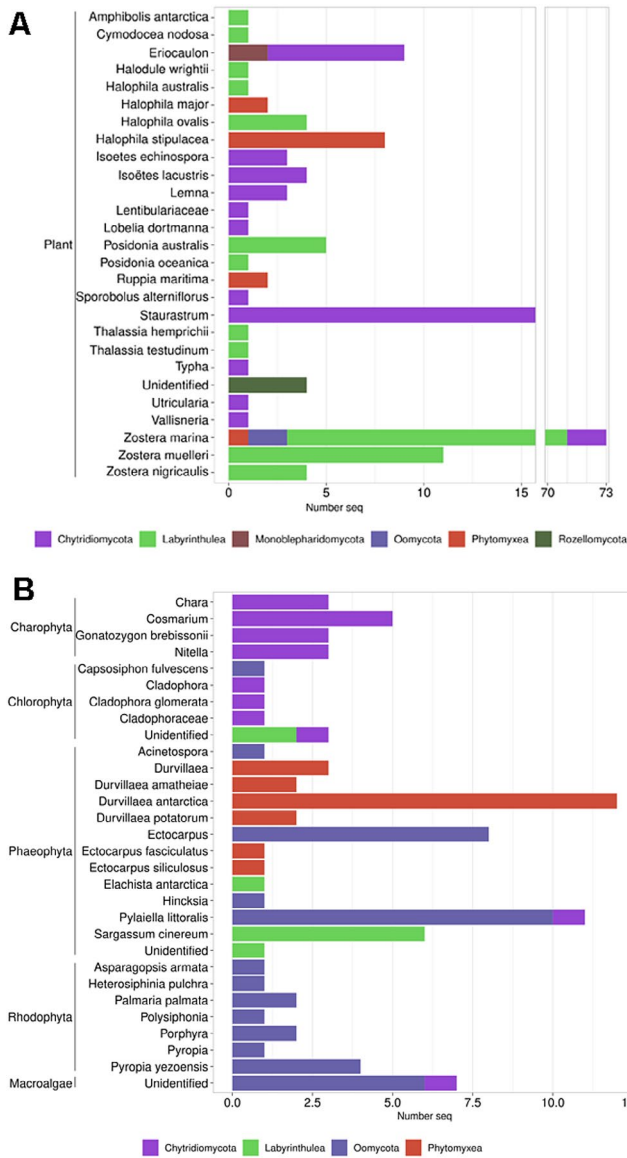 A
Amphibolis antarctica
Cymodocea nodosa
Eriocaulon
Halodule wrightii
Halophila australis
Halophila major
Halophila ovalis
Halophila stipulacea
Isoetes echinospora
Isoëtes lacustris
Lemna
Lentibulariaceae
Lobelia dortmanna
Plant
Posidonia australis
Posidonia oceanica
Ruppia maritima
Sporobolus alterniflorus
Staurastrum
Thalassia hemprichii
Thalassia testudinum
Typha
Unidentified
Utricularia
Vallisneria
Zostera marina
Zostera muelleri
Zostera nigricaulis
0 5 10 15 70 73
Number seq
Chytridiomycota Labyrinthulea Monoblepharidomycota Oomycota Phytomyxea Rozellomycota
B
Charophyta
Chara
Cosmarium
Gonatozygon brebissonii
Nitella
Chlorophyta
Capsosiphon fulvescens
Cladophora
Cladophora glomerata
Cladophoraceae
Unidentified
Phaeophyta
Acinetospora
Durvillaea
Durvillaea amatheiae
Durvillaea antarctica
Durvillaea potatorum
Ectocarpus
Ectocarpus fasciculatus
Ectocarpus siliculosus
Elachista antarctica
Hincksia
Pylaiella littoralis
Sargassum cinereum
Unidentified
Rhodophyta
Asparagopsis armata
Heterosiphinia pulchra
Palmaria palmata
Polysiphonia
Porphyra
Pyropia
Pyropia yezoensis
Macroalgae
Unidentified
0.0 2.5 5.0 7.5 10.0 1
Number seq
Chytridiomycota Labyrinthulea Oomycota Phytomyxea